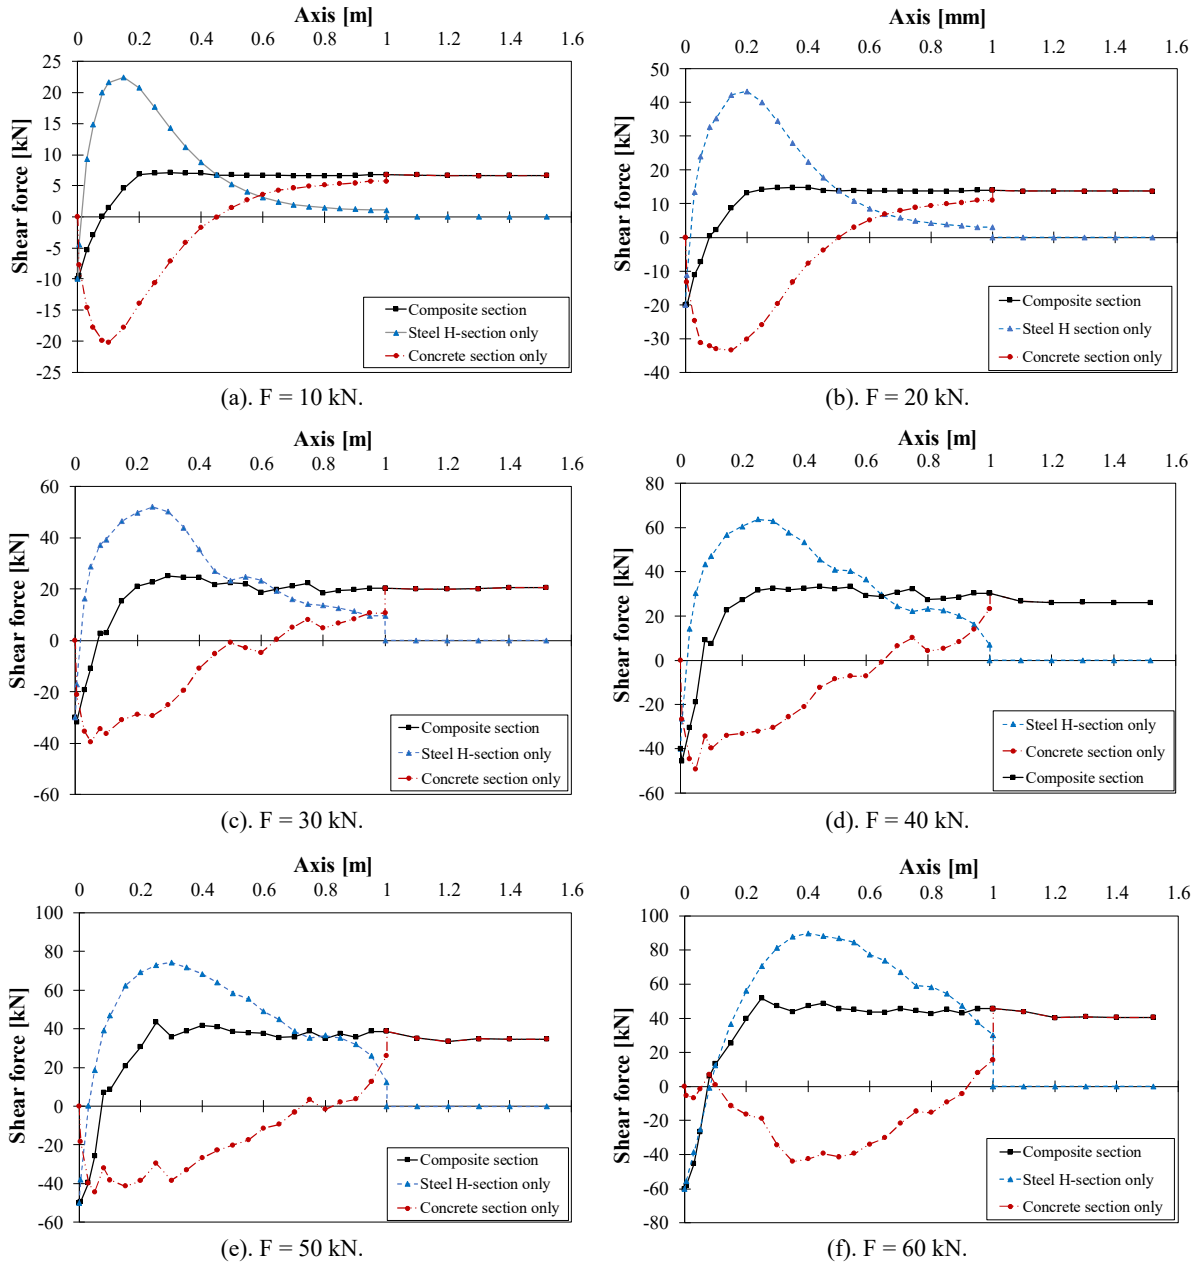 Axis [m]
0 0.2 0.4 0.6 0.8 1 1.2 1.4 1.6
Shear force [kN]
25
20
15
10
5
0
-5
-10
-15
-20
-25
Composite section
Steel H-section only
Concrete section only
(a). F = 10 kN.
Axis [mm]
0 0.2 0.4 0.6 0.8 1 1.2 1.4 1.6
Shear force [kN]
50
40
30
20
10
0
-10
-20
-30
-40
Composite section
Steel H-section only
Concrete section only
(b). F = 20 kN.
Axis [m]
0 0.2 0.4 0.6 0.8 1 1.2 1.4 1.6
Shear force [kN]
60
40
20
0
-20
-40
-60
Composite section
Steel H-section only
Concrete section only
(c). F = 30 kN.
Axis [m]
0 0.2 0.4 0.6 0.8 1 1.2 1.4 1.6
Shear force [kN]
80
60
40
20
0
-20
-40
-60
Steel H-section only
Concrete section only
Composite section
(d). F = 40 kN.
Axis [m]
0 0.2 0.4 0.6 0.8 1 1.2 1.4 1.6
Shear force [kN]
100
80
60
40
20
0
-20
-40
-60
Composite section
Steel H-section only
Concrete section only
(e). F = 50 kN.
Axis [m]
0 0.2 0.4 0.6 0.8 1 1.2 1.4 1.6
Shear force [kN]
100
80
60
40
20
0
-20
-40
-60
-80
Composite section
Steel H-section only
Concrete section only
(f). F = 60 kN.